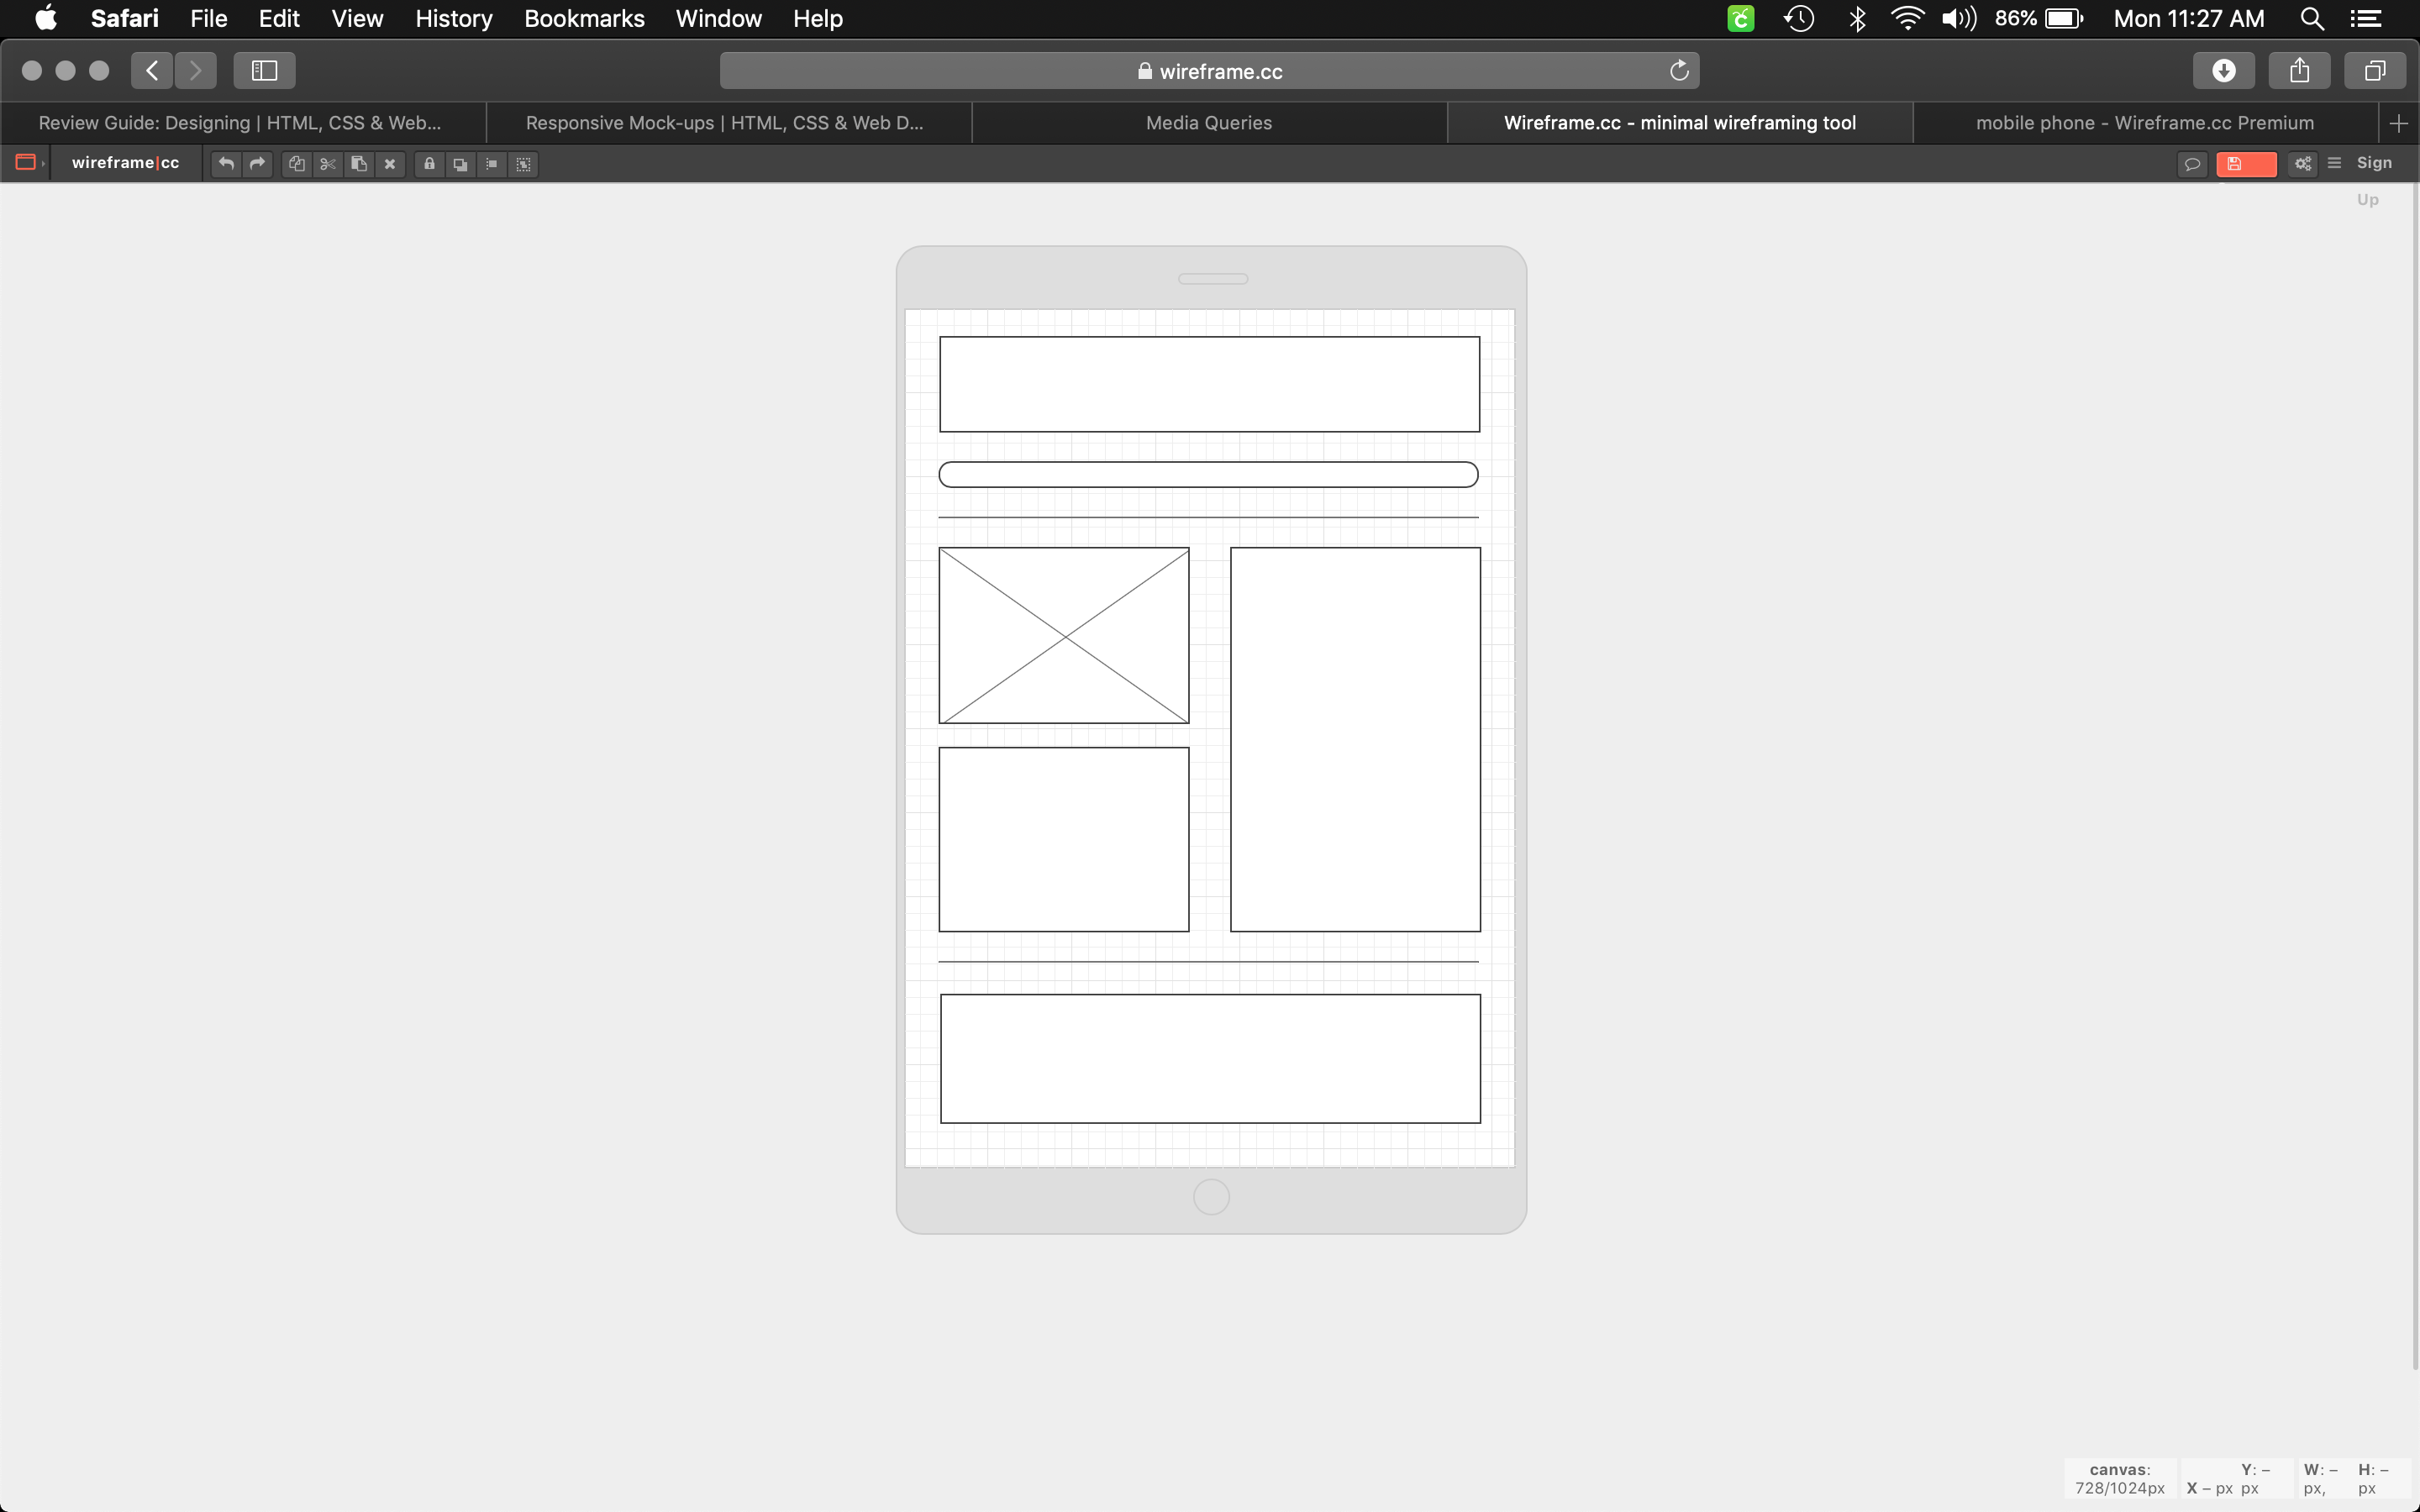 Safari File Edit View History Bookmarks Window Help 86% Mon 11:27 AM
wireframe.cc
Review Guide: Designing | HTML, CSS & Web... Responsive Mock-ups | HTML, CSS & Web D... Media Queries Wireframe.cc - minimal wireframing tool mobile phone - Wireframe.cc Premium
wireframe|cc Sign
Up
canvas: Y: – W: – H: –
728/1024px X – px px px, px